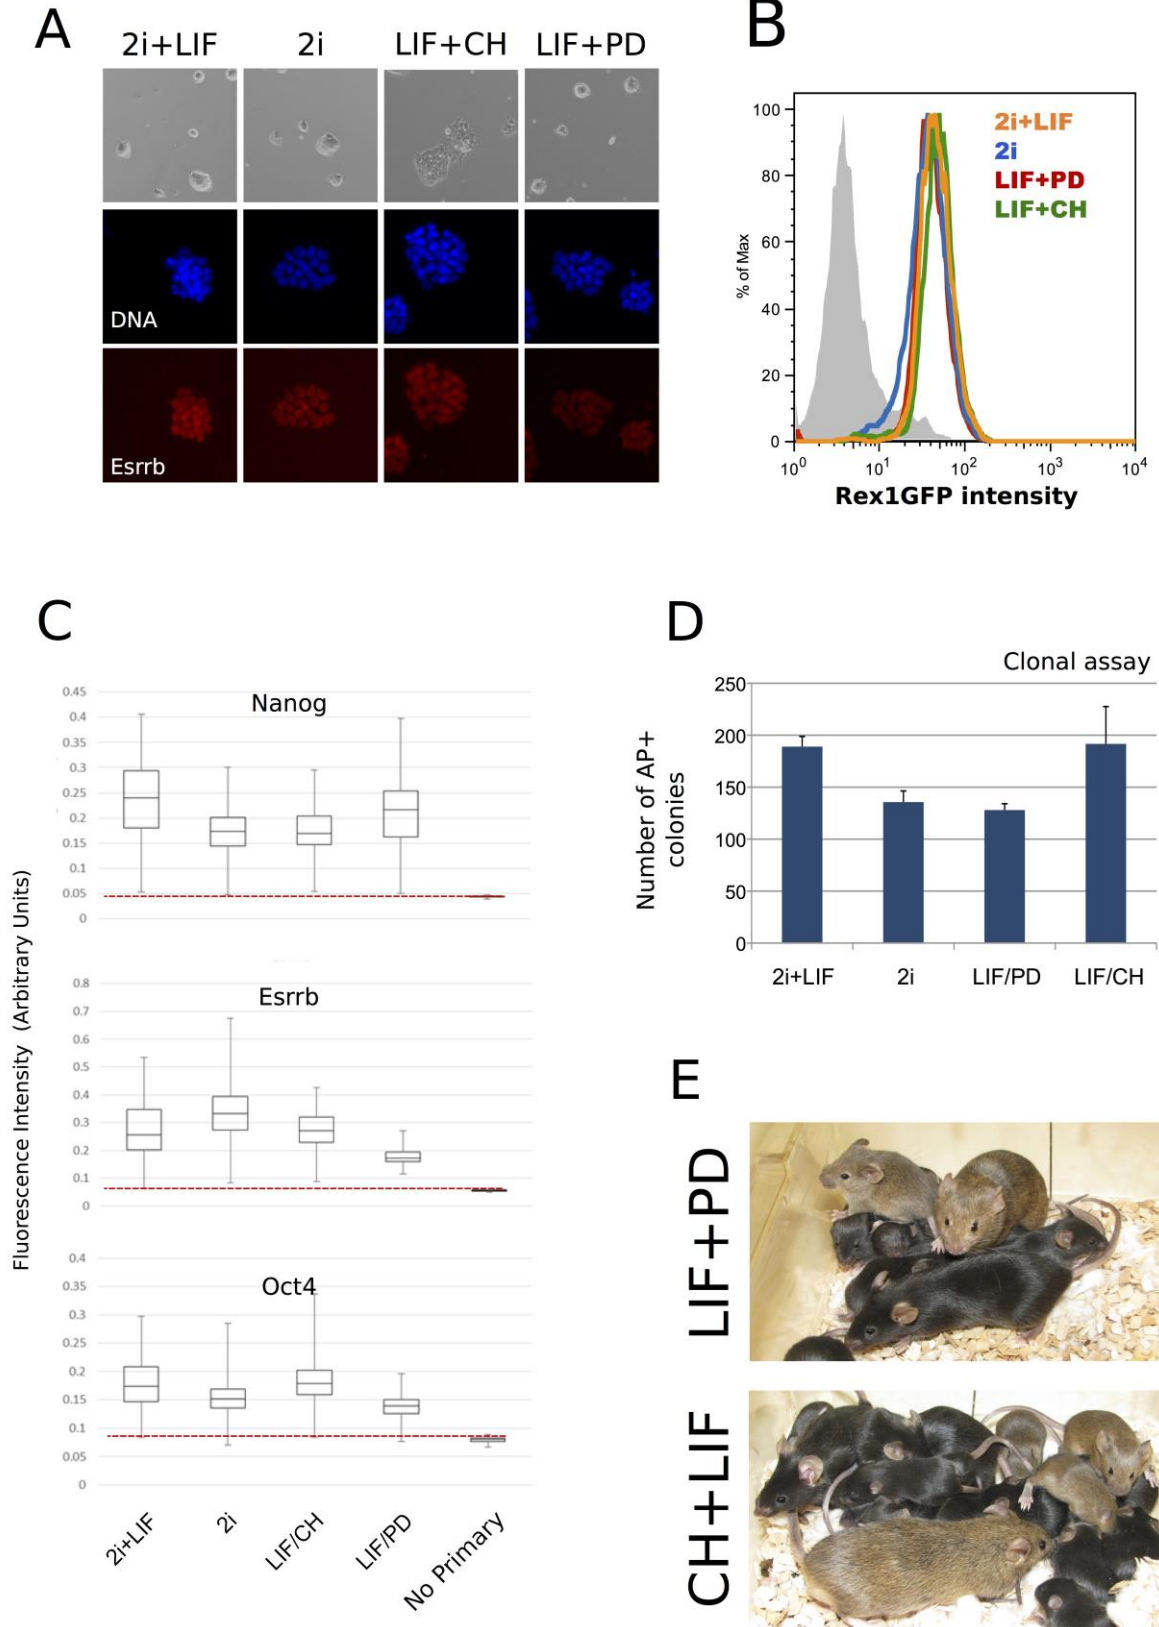 A
2i+LIF
2i
LIF+CH
LIF+PD
DNA
Esrrb
B
100
80
60
40
20
0
% of Max
2i+LIF
2i
LIF+PD
LIF+CH
10^0
10^1
10^2
10^3
10^4
Rex1GFP intensity
C
Fluorescence Intensity (Arbitrary Units)
Nanog
0.45
0.4
0.35
0.3
0.25
0.2
0.15
0.1
0.05
0
Esrrb
0.8
0.7
0.6
0.5
0.4
0.3
0.2
0.1
0
Oct4
0.4
0.35
0.3
0.25
0.2
0.15
0.1
0.05
0
2i+LIF
2i
LIF/CH
LIF/PD
No Primary
D
Clonal assay
Number of AP+
colonies
250
200
150
100
50
0
2i+LIF
2i
LIF/PD
LIF/CH
E
LIF+PD
CH+LIF